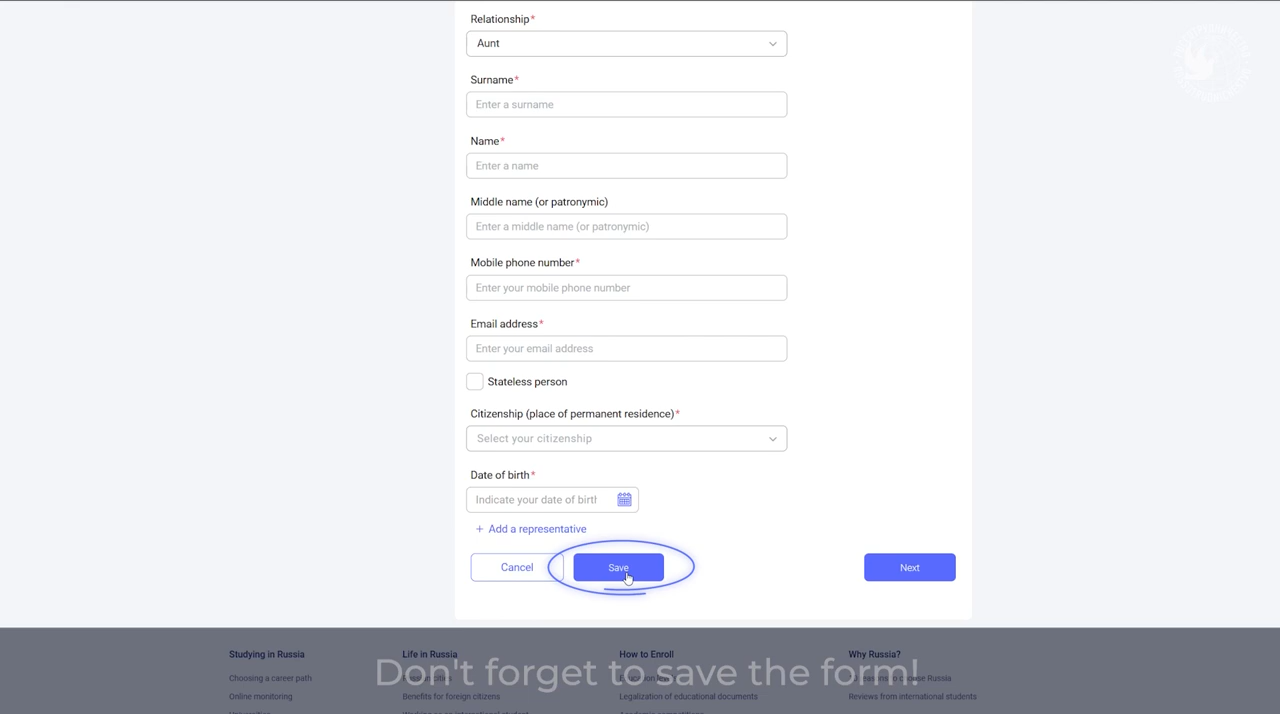 Relationship*
Aunt
Surname*
Enter a surname
Name*
Enter a name
Middle name (or patronymic)
Enter a middle name (or patronymic)
Mobile phone number*
Enter your mobile phone number
Email address*
Enter your email address
Stateless person
Citizenship (place of permanent residence)*
Select your citizenship
Date of birth*
Indicate your date of birth
+ Add a representative
Cancel Save Next
Studying in Russia Life in Russia How to Enroll Why Russia?
Don't forget to save the form!
Choosing a career path
Online monitoring Benefits for foreign citizens Legalization of educational documents Reviews from international students